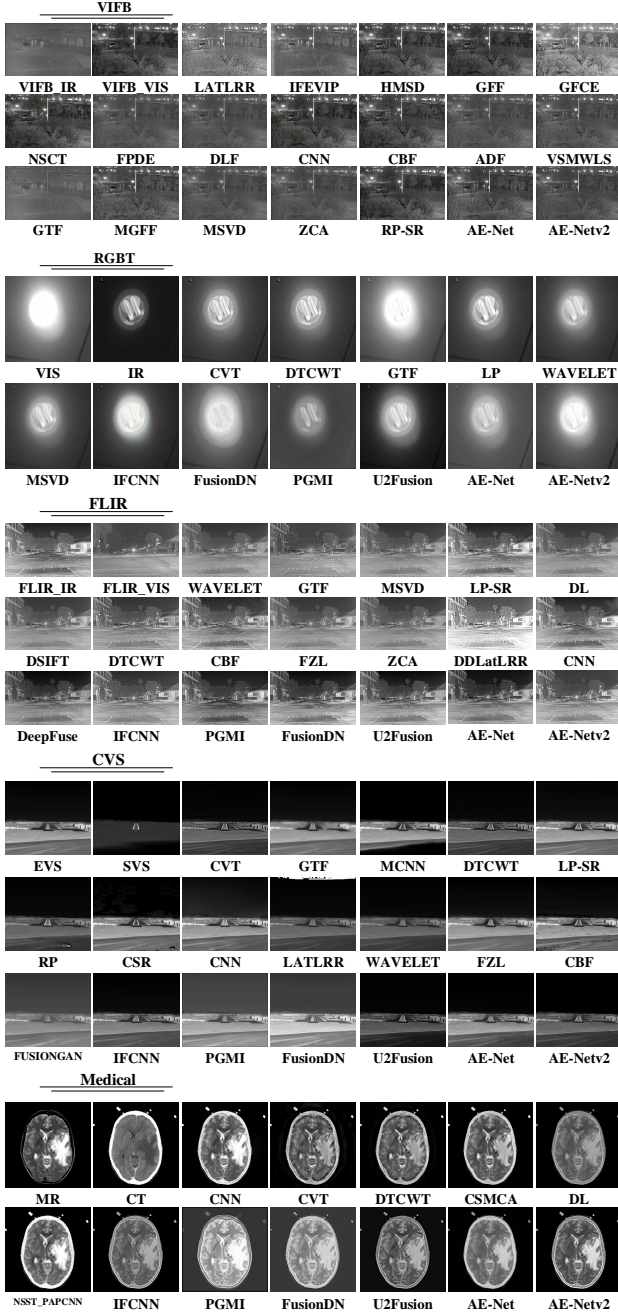 VIFB
VIFB_IR VIFB_VIS LATLRR IFEVIP HMSD GFF GFCE
NSCT FPDE DLF CNN CBF ADF VSMWLS
GTF MGFF MSVD ZCA RP-SR AE-Net AE-Netv2
RGBT
VIS IR CVT DTCWT GTF LP WAVELET
MSVD IFCNN FusionDN PGMI U2Fusion AE-Net AE-Netv2
FLIR
FLIR_IR FLIR_VIS WAVELET GTF MSVD LP-SR DL
DSIFT DTCWT CBF FZL ZCA DDLatLRR CNN
DeepFuse IFCNN PGMI FusionDN U2Fusion AE-Net AE-Netv2
CVS
EVS SVS CVT GTF MCNN DTCWT LP-SR
RP CSR CNN LATLRR WAVELET FZL CBF
FUSIONGAN IFCNN PGMI FusionDN U2Fusion AE-Net AE-Netv2
Medical
MR CT CNN CVT DTCWT CSMCA DL
NSST_PAPCNN IFCNN PGMI FusionDN U2Fusion AE-Net AE-Netv2